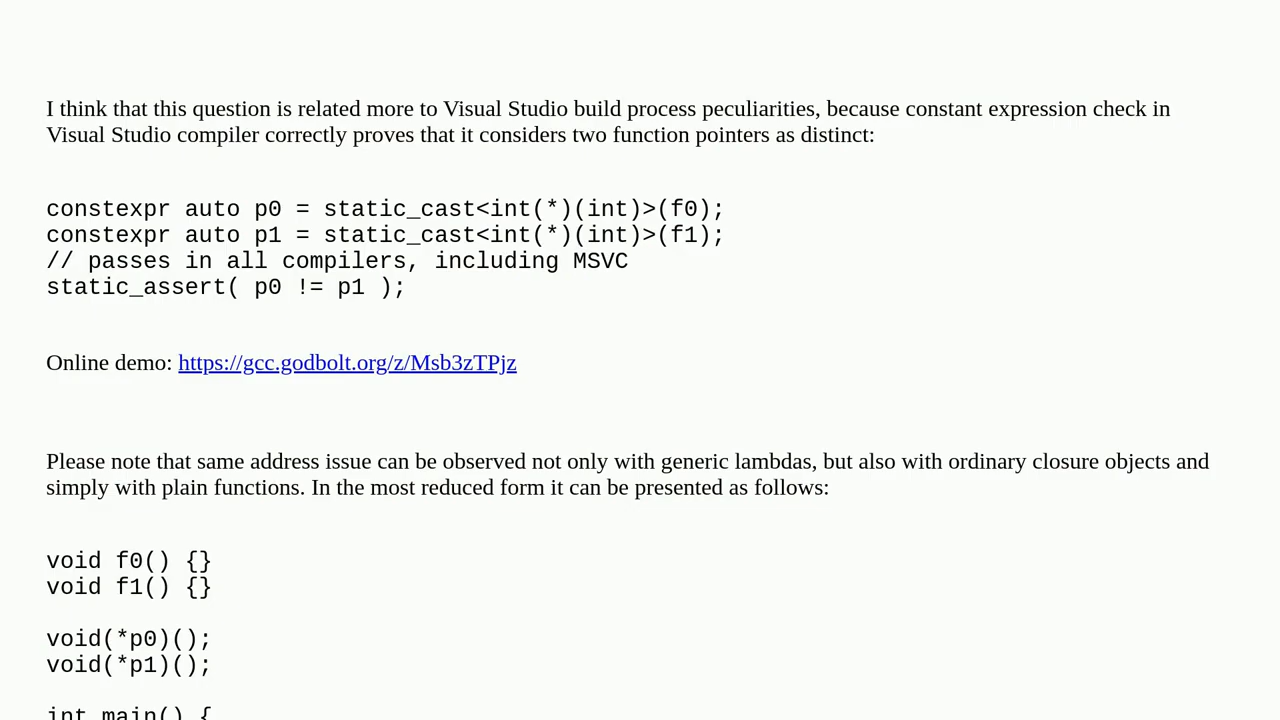 I think that this question is related more to Visual Studio build process peculiarities, because constant expression check in
Visual Studio compiler correctly proves that it considers two function pointers as distinct:
constexpr auto p0 = static_cast<int(*)(int)>(f0);
constexpr auto p1 = static_cast<int(*)(int)>(f1);
// passes in all compilers, including MSVC
static_assert( p0 != p1 );
Online demo: https://gcc.godbolt.org/z/Msb3zTPjz
Please note that same address issue can be observed not only with generic lambdas, but also with ordinary closure objects and
simply with plain functions. In the most reduced form it can be presented as follows:
void f0() {}
void f1() {}
void(*p0)();
void(*p1)();
int main() {